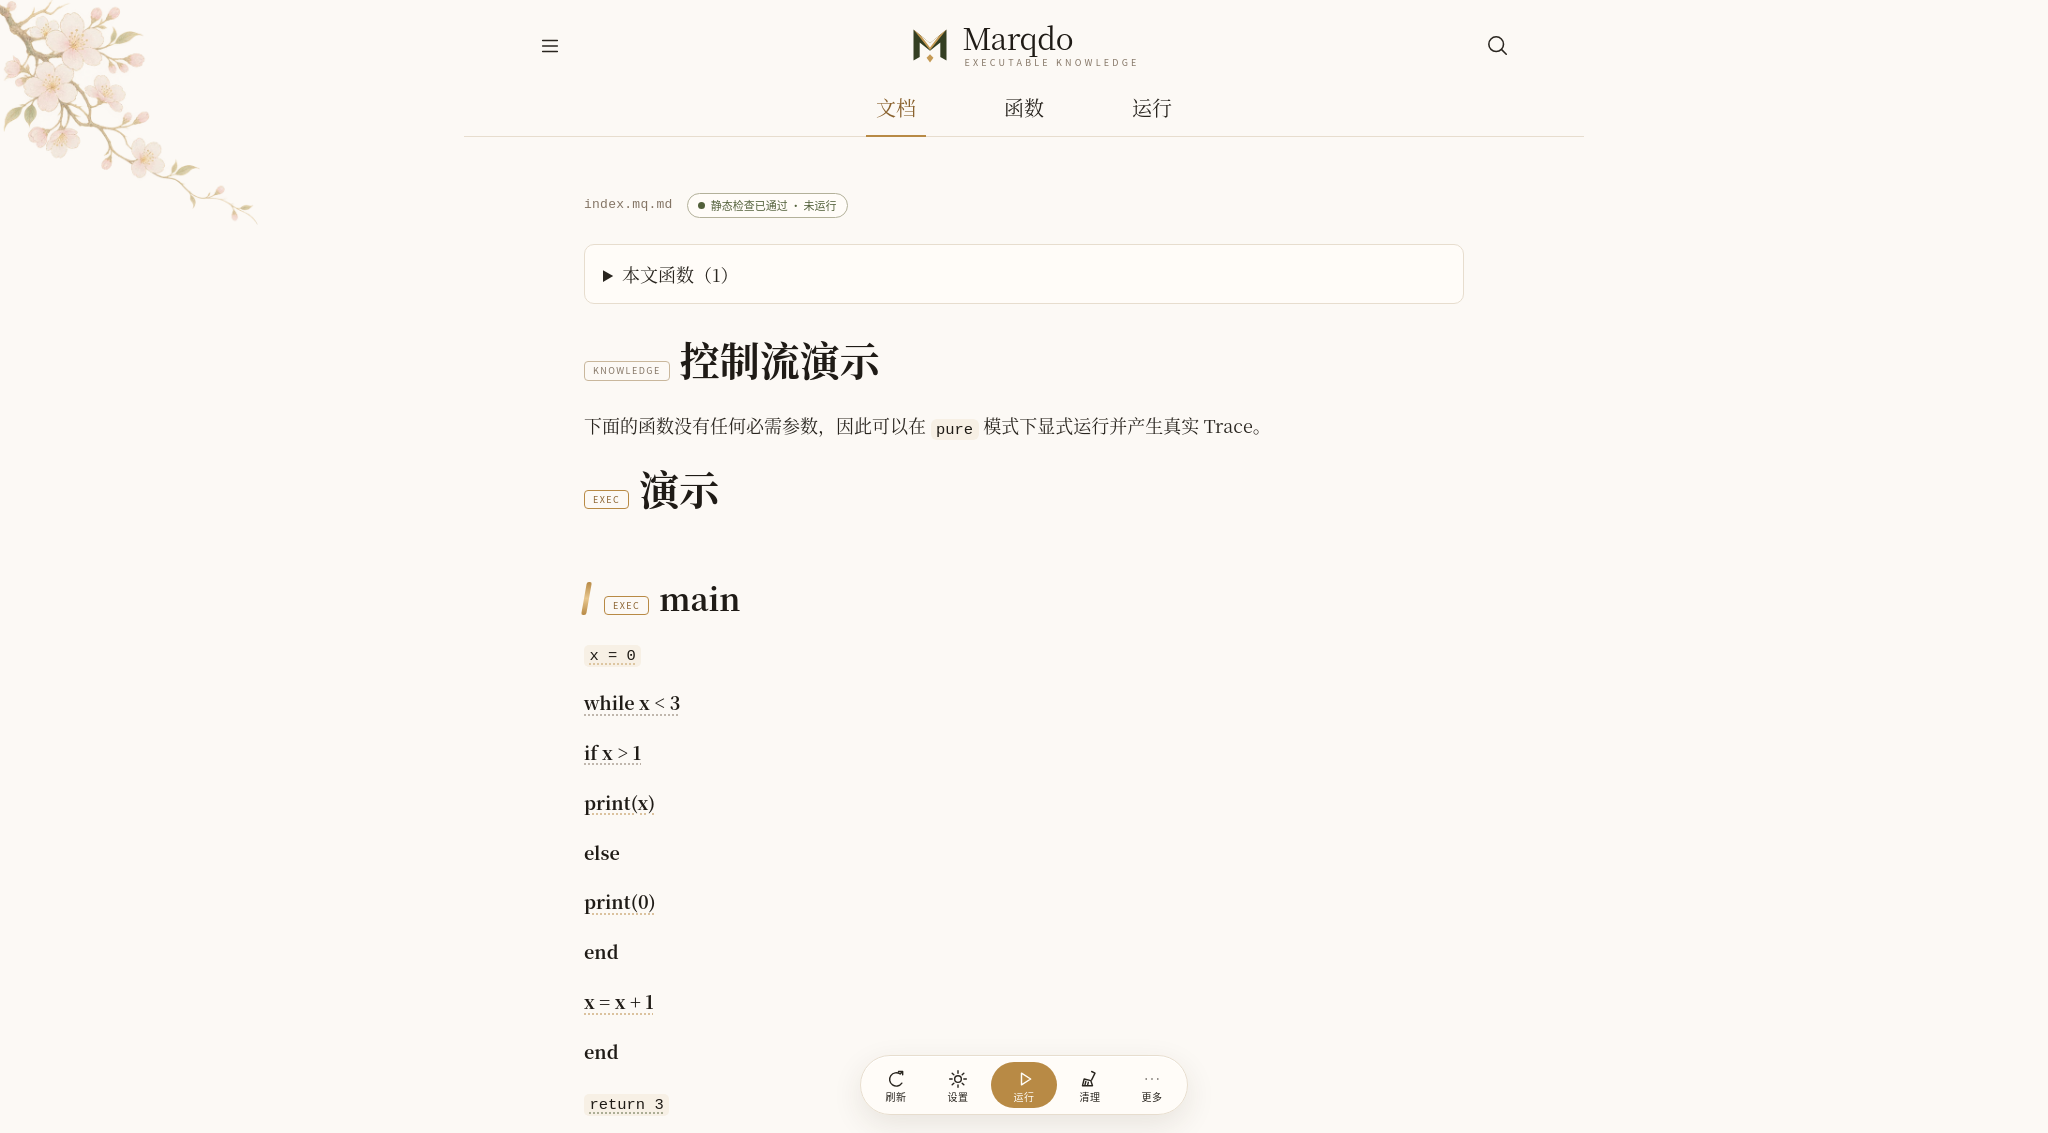 Marqdo
EXECUTABLE KNOWLEDGE
文档 函数 运行
index.mq.md 静态检查已通过 · 未运行
本文函数（1）
KNOWLEDGE 控制流演示
下面的函数没有任何必需参数，因此可以在 pure 模式下显式运行并产生真实 Trace。
EXEC 演示
EXEC main
x = 0
while x < 3
if x > 1
print(x)
else
print(0)
end
x = x + 1
end
return 3
刷新 设置 运行 清理 更多